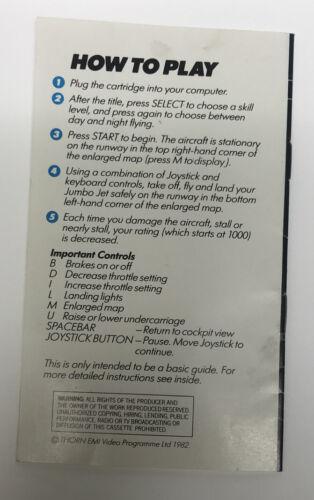 HOW TO PLAY
1 Plug the cartridge into your computer.
2 After the title, press SELECT to choose a skill
level, and press again to choose between
day and night flying.
3 Press START to begin. The aircraft is stationary
on the runway in the top right-hand corner of
the enlarged map (press M to display).
4 Using a combination of Joystick and
keyboard controls, take off, fly and land your
Jumbo Jet safely on the runway in the bottom
left-hand corner of the enlarged map.
5 Each time you damage the aircraft, stall or
nearly stall, your rating (which starts at 1000)
is decreased.
Important Controls
B Brakes on or off
D Decrease throttle setting
I Increase throttle setting
L Landing lights
M Enlarged map
U Raise or lower undercarriage
SPACEBAR – Return to cockpit view
JOYSTICK BUTTON – Pause. Move Joystick to
continue.
This is only intended to be a basic guide. For
more detailed instructions see inside.
WARNING: ALL RIGHTS OF THE PRODUCER AND
THE OWNER OF THE WORK REPRODUCED RESERVED.
UNAUTHORIZED COPYING, HIRING, LENDING, PUBLIC
PERFORMANCE, RADIO OR TV BROADCASTING OR
DIFFUSION OF THIS CASSETTE PROHIBITED.
© THORN EMI Video Programme Ltd 1982